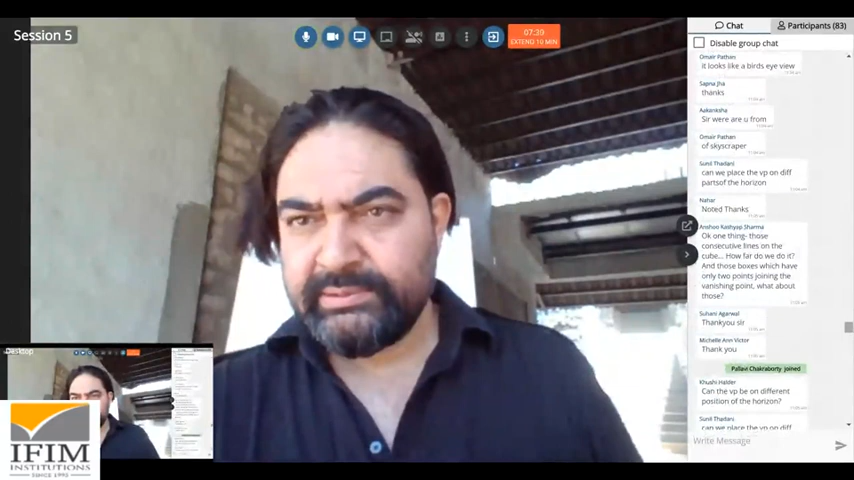 Session 5
07:39
EXTEND 10 MIN
Chat
Participants (83)
Disable group chat
Omair Pathan
it looks like a birds eye view
Sapna Jha
thanks
Aakanksha
Sir were are u from
Omair Pathan
of skyscraper
Sunil Thadani
can we place the vp on diff
partsof the horizon
Nahar
Noted Thanks
Anshoo Kashyap Sharma
Ok one thing- those
consecutive lines on the
cube... How far do we do it?
And those boxes which have
only two points joining the
vanishing point, what about
those?
Suhani Agarwal
Thankyou sir
Michelle Ann Victor
Thank you
Pallavi Chakraborty joined
Khushi Halder
Can the vp be on different
position of the horizon?
Sunil Thadani
can we place the vp on diff
Write Message
Desktop
IFIM
INSTITUTIONS
SINCE 1995